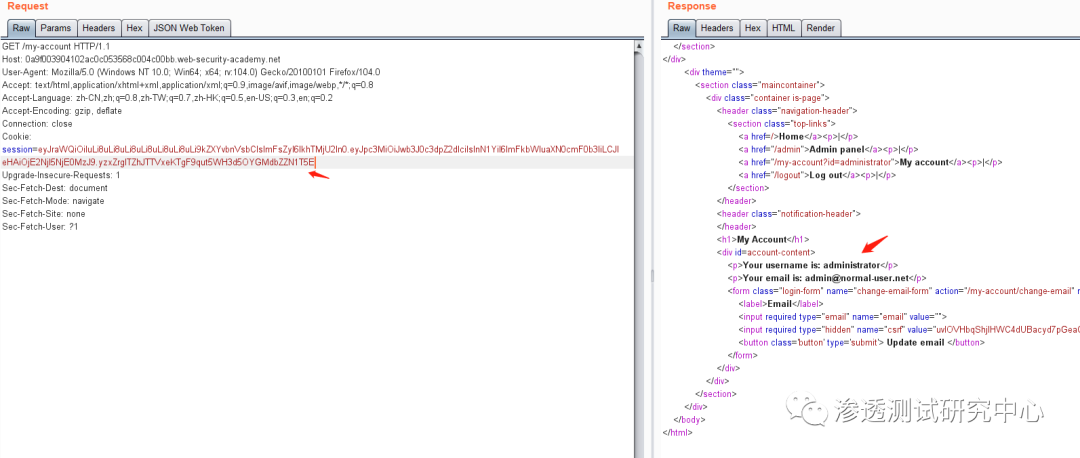 Request
Raw Params Headers Hex JSON Web Token
GET /my-account HTTP/1.1
Host: 0a9f003904102ac0c053568c004c00bb.web-security-academy.net
User-Agent: Mozilla/5.0 (Windows NT 10.0; Win64; x64; rv:104.0) Gecko/20100101 Firefox/104.0
Accept: text/html,application/xhtml+xml,application/xml;q=0.9,image/avif,image/webp,*/*;q=0.8
Accept-Language: zh-CN,zh;q=0.8,zh-TW;q=0.7,zh-HK;q=0.5,en-US;q=0.3,en;q=0.2
Accept-Encoding: gzip, deflate
Connection: close
Cookie:
Upgrade-Insecure-Requests: 1
Sec-Fetch-Dest: document
Sec-Fetch-Mode: navigate
Sec-Fetch-Site: none
Sec-Fetch-User: ?1
Response
Raw Headers Hex HTML Render
</section>
</div>
<div theme="">
<section class="maincontainer">
<div class="container is-page">
<header class="navigation-header">
<section class="top-links">
<a href=/>Home</a><p>|</p>
<a href="/admin">Admin panel</a><p>|</p>
<a href="/my-account?id=administrator">My account</a><p>|</p>
<a href="/logout">Log out</a><p>|</p>
</section>
</header>
<header class="notification-header">
</header>
<h1>My Account</h1>
<div id=account-content>
<p>Your username is: administrator</p>
<p>Your email is: admin@normal-user.net</p>
<form class="login-form" name="change-email-form" action="/my-account/change-email"
<label>Email</label>
<input required type="email" name="email" value="">
<input required type="hidden" name="csrf" value="
<button class='button' type='submit'> Update email </button>
</form>
</div>
</div>
</section>
</div>
</body>
</html>
渗透测试研究中心